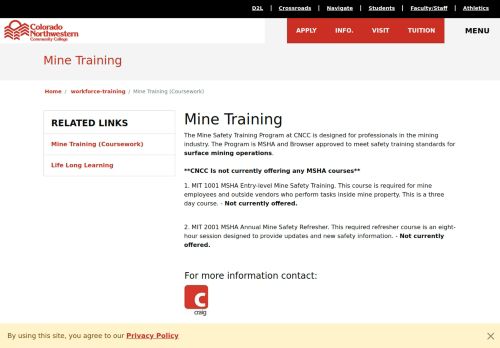 D2L | Crossroads | Navigate | Students | Faculty/Staff | Athletics
Colorado
Northwestern
Community College
APPLY INFO. VISIT TUITION MENU
Mine Training
Home / workforce-training / Mine Training (Coursework)
RELATED LINKS
Mine Training (Coursework)
Life Long Learning
Mine Training
The Mine Safety Training Program at CNCC is designed for professionals in the mining
industry. The Program is MSHA and Browser approved to meet safety training standards for
surface mining operations.
**CNCC Is not currently offering any MSHA courses**
1. MIT 1001 MSHA Entry-level Mine Safety Training. This course is required for mine
employees and outside vendors who perform tasks inside mine property. This is a three
day course. - Not currently offered.
2. MIT 2001 MSHA Annual Mine Safety Refresher. This required refresher course is an eight-
hour session designed to provide updates and new safety information. - Not currently
offered.
For more information contact:
craig
By using this site, you agree to our Privacy Policy ×